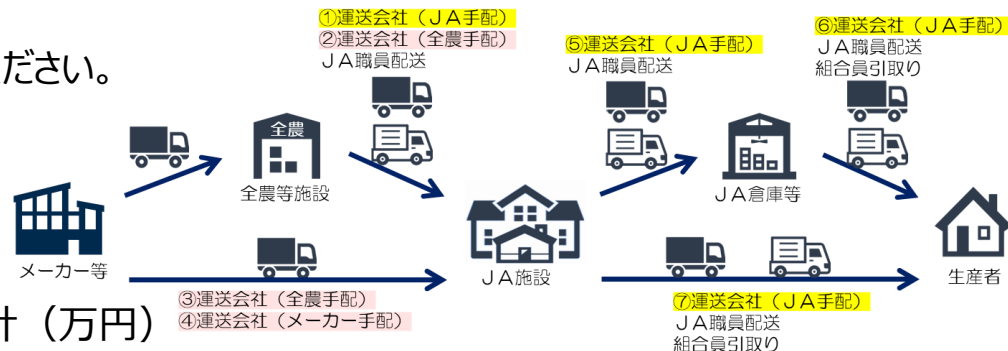 ①運送会社（ＪＡ手配）
②運送会社（全農手配）
ＪＡ職員配送
⑤運送会社（ＪＡ手配）
ＪＡ職員配送
⑥運送会社（ＪＡ手配）
ＪＡ職員配送
組合員引取り
ださい。
全農
全農等施設
ＪＡ倉庫等
メーカー等
ＪＡ施設
生産者
③運送会社（全農手配）
④運送会社（メーカー手配）
⑦運送会社（ＪＡ手配）
ＪＡ職員配送
組合員引取り
計（万円）